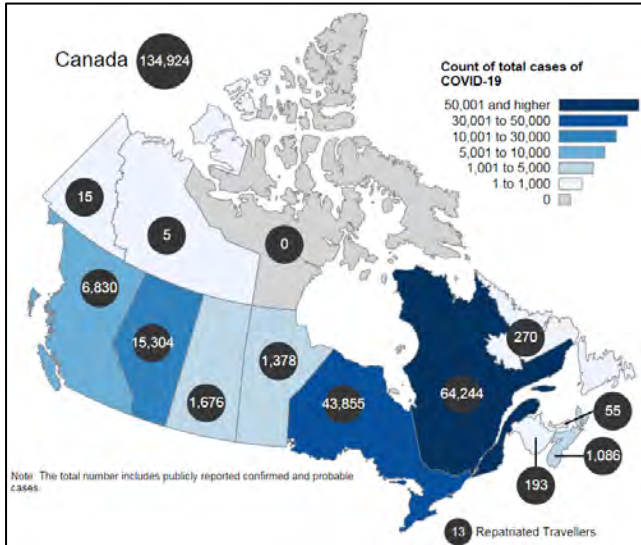 Canada 134,924
Count of total cases of
COVID-19
50,001 and higher
30,001 to 50,000
10,001 to 30,000
5,001 to 10,000
1,001 to 5,000
1 to 1,000
0
15
5
0
6,830
15,304
1,676
1,378
43,855
64,244
270
55
1,086
193
Note The total number includes publicly reported confirmed and probable
cases.
13 Repatriated Travellers